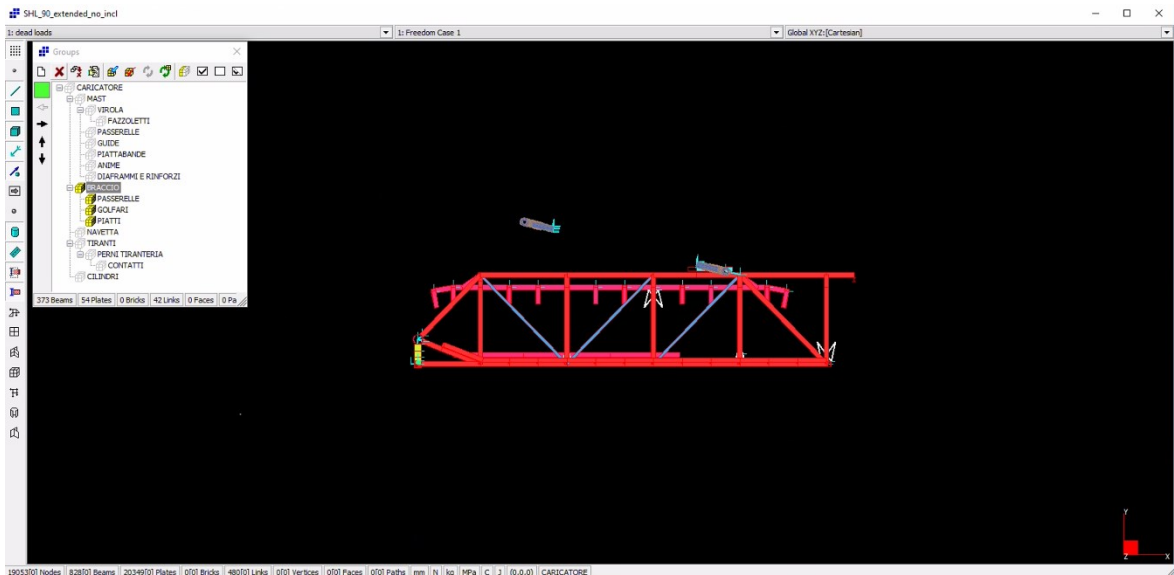 SHL_90_extended_no_incl
1: dead loads
1: Freedom Case 1
Global XYZ:[Cartesian]
Groups
CARICATORE
MAST
VIROLA
FAZZOLETTI
PASSERELLE
GUIDE
PIATTABANDE
ANIME
DIAFRAMMI E RINFORZI
BRACCIO
PASSERELLE
GOLFARI
PIATTI
NAVETTA
TIRANTI
PERNI TIRANTERIA
CONTATTI
CILINDRI
373 Beams 54 Plates 0 Bricks 42 Links 0 Faces 0 Pa
Y
Z X
19053[0] Nodes 828[0] Beams 20349[0] Plates 0[0] Bricks 480[0] Links 0[0] Vertices 0[0] Faces 0[0] Paths mm N kg MPa C J (0,0,0) CARICATORE